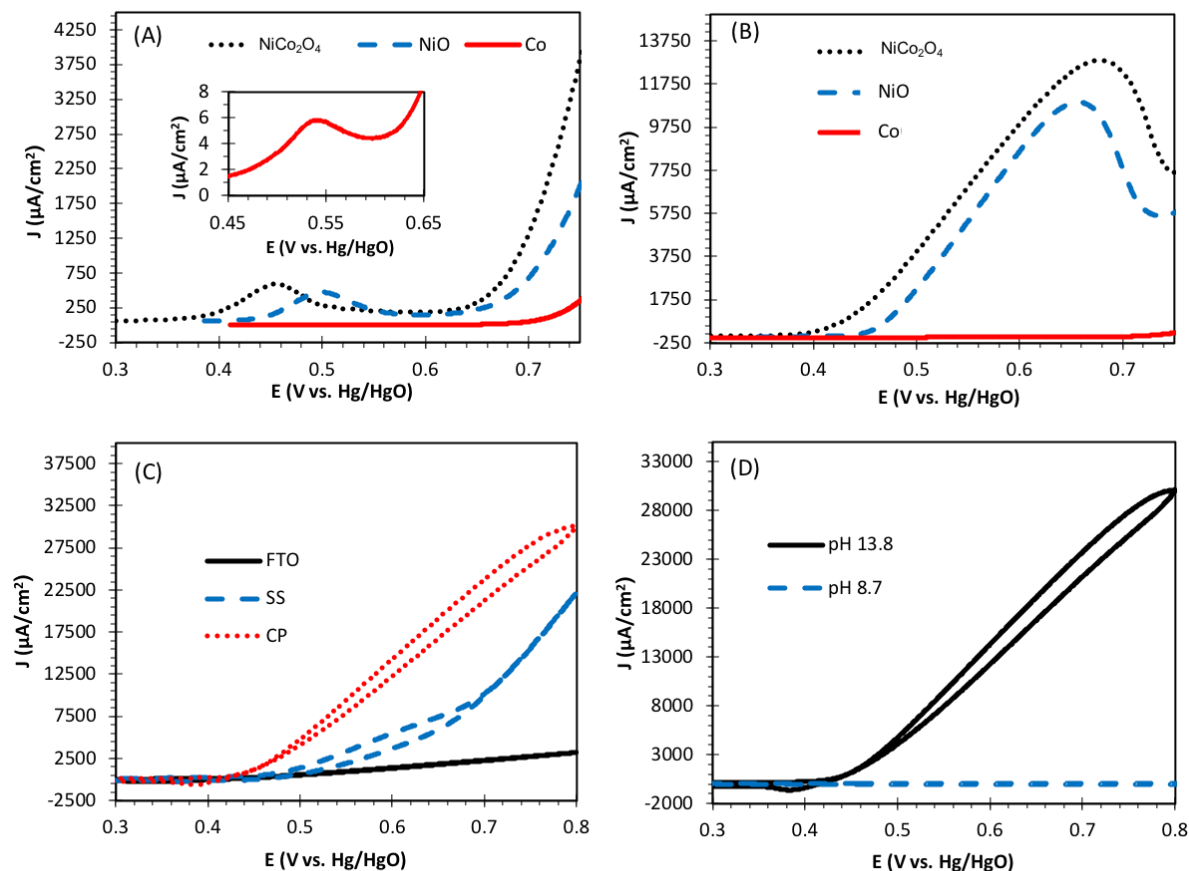 (A)
NiCo₂O₄ NiO Co
4250
3750
3250
2750
2250
1750
1250
750
250
-250
J (µA/cm²)
8
6
4
2
0
J (µA/cm²)
0.45 0.55 0.65
E (V vs. Hg/HgO)
0.3 0.4 0.5 0.6 0.7
E (V vs. Hg/HgO)
(B)
NiCo₂O₄
NiO
Co
13750
11750
9750
7750
5750
3750
1750
-250
J (µA/cm²)
0.3 0.4 0.5 0.6 0.7
E (V vs. Hg/HgO)
(C)
FTO
SS
CP
37500
32500
27500
22500
17500
12500
7500
2500
-2500
J (µA/cm²)
0.3 0.4 0.5 0.6 0.7 0.8
E (V vs. Hg/HgO)
(D)
pH 13.8
pH 8.7
33000
28000
23000
18000
13000
8000
3000
-2000
J (µA/cm²)
0.3 0.4 0.5 0.6 0.7 0.8
E (V vs. Hg/HgO)